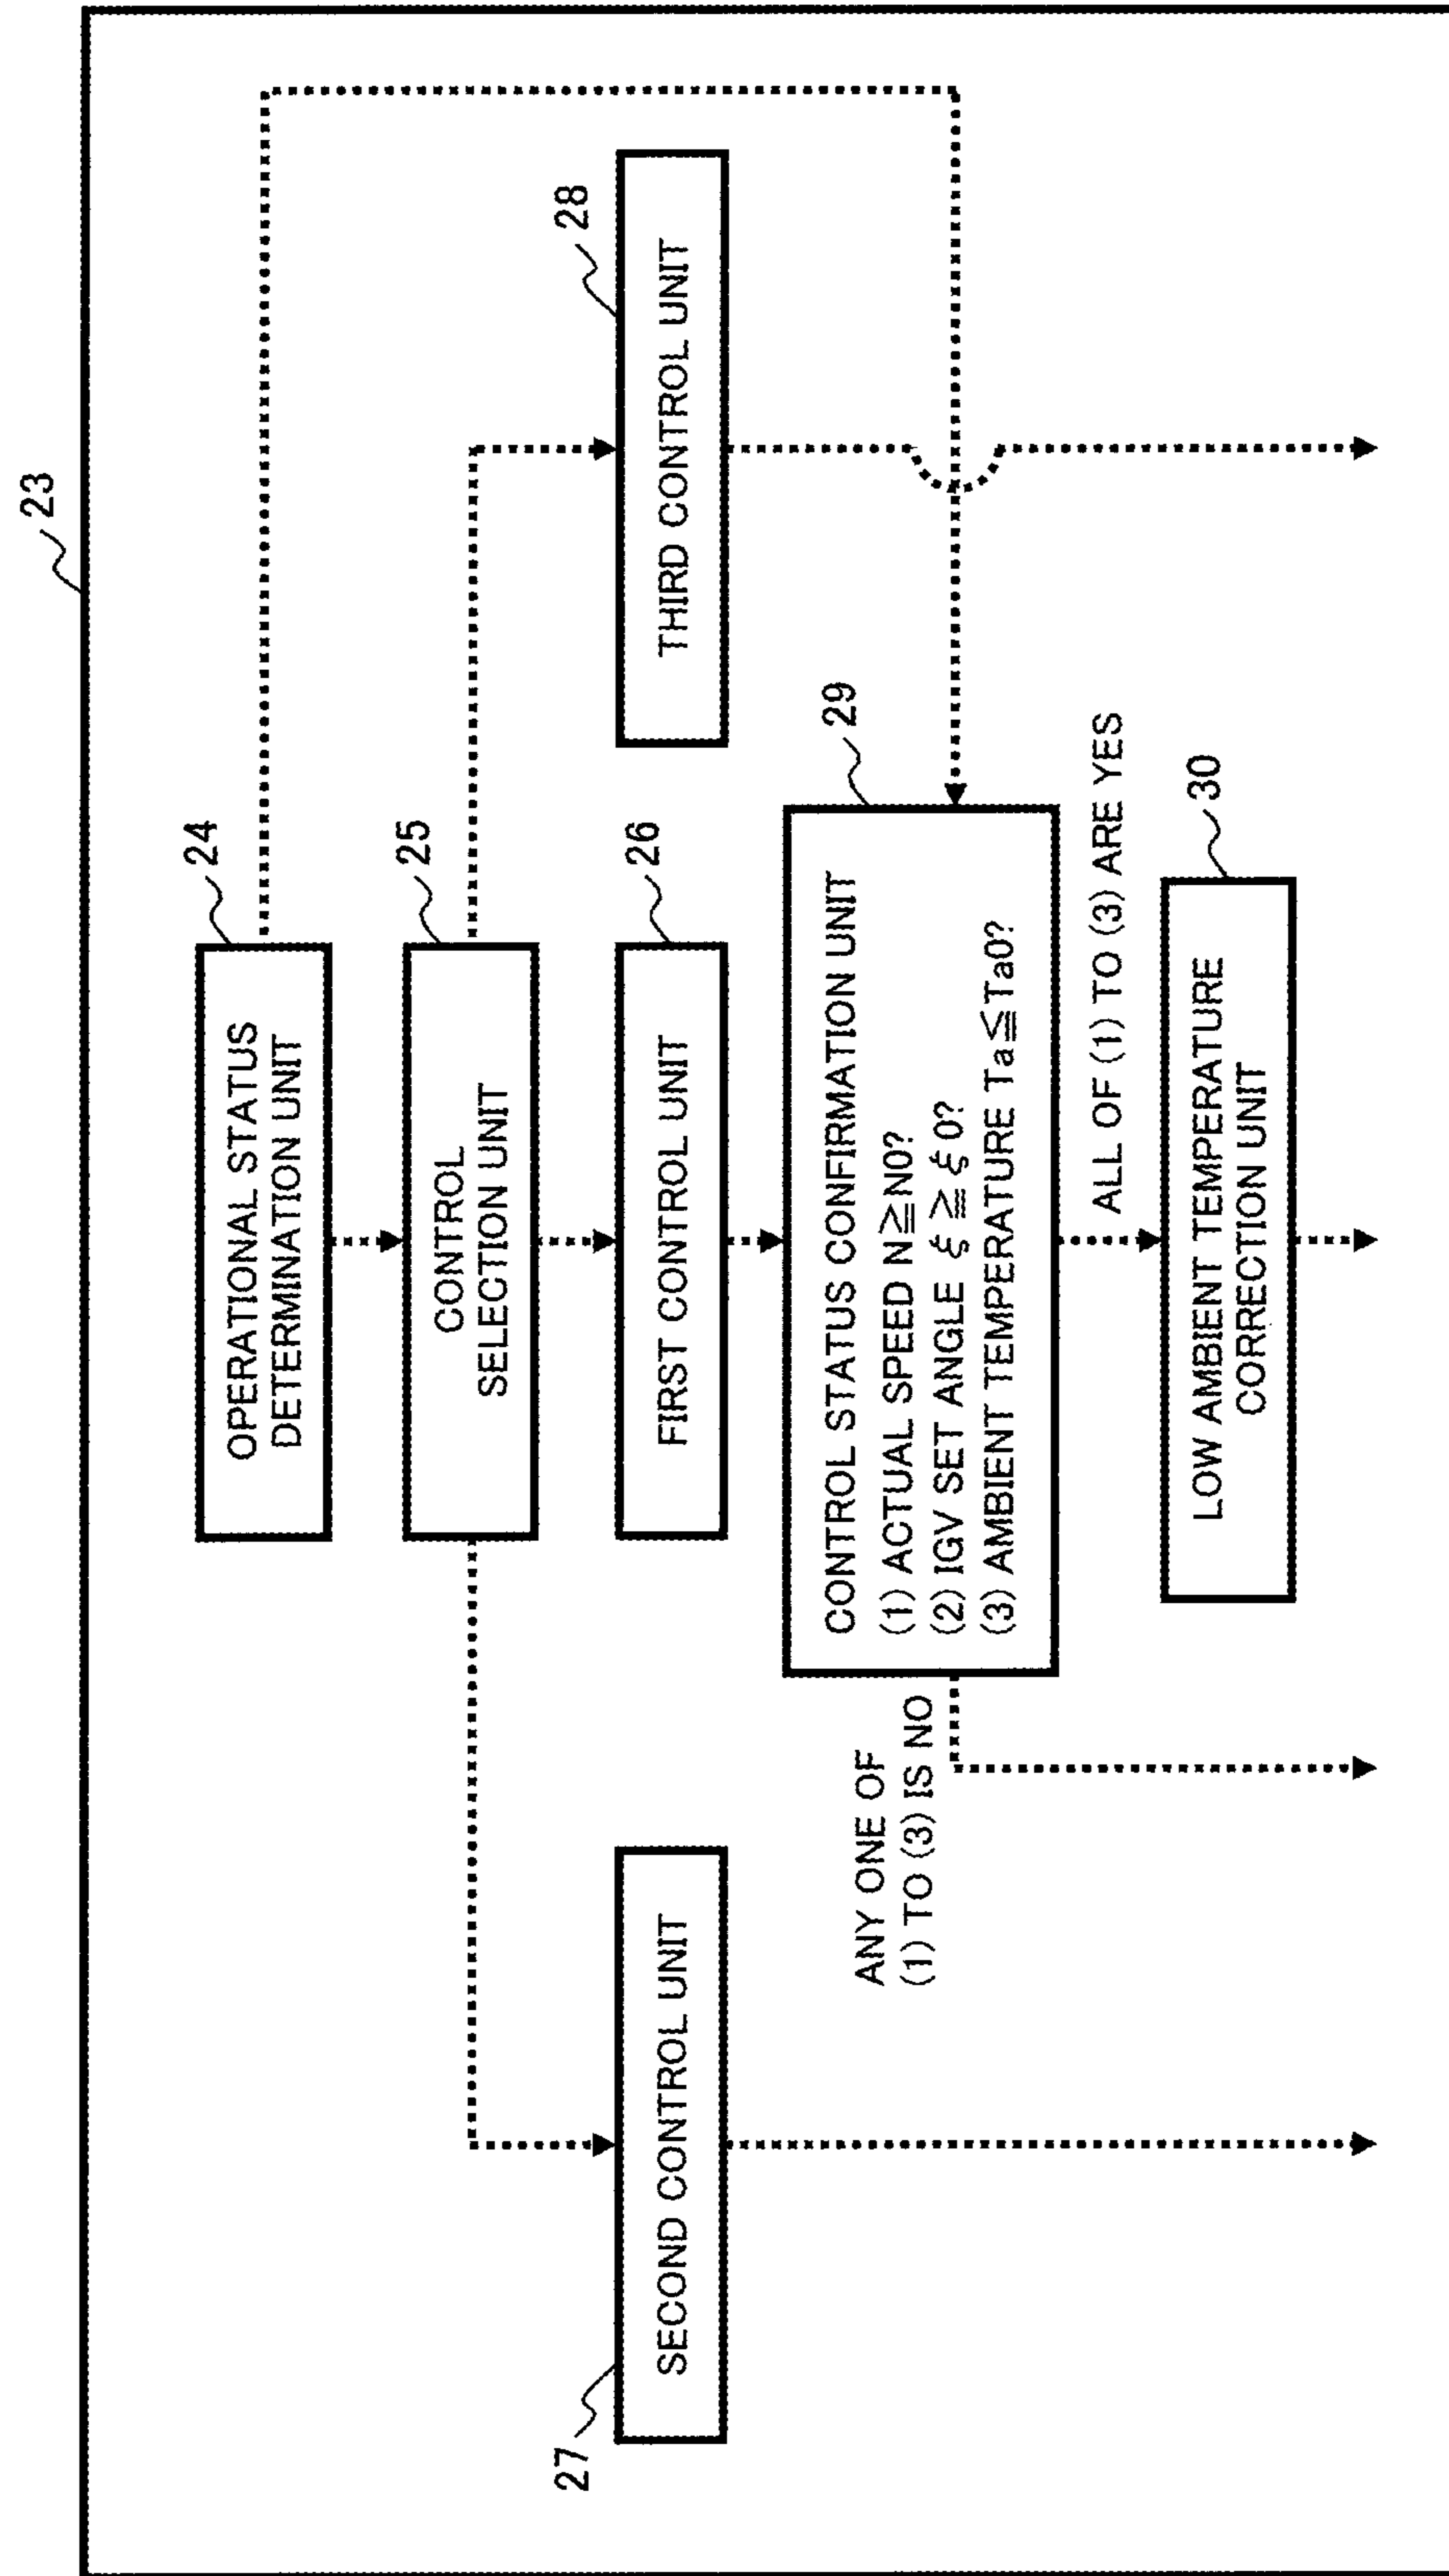 23
24
OPERATIONAL STATUS
DETERMINATION UNIT
25
CONTROL
SELECTION UNIT
27
SECOND CONTROL UNIT
26
FIRST CONTROL UNIT
28
THIRD CONTROL UNIT
29
CONTROL STATUS CONFIRMATION UNIT
(1) ACTUAL SPEED N≧N0?
(2) IGV SET ANGLE ξ≧ξ0?
(3) AMBIENT TEMPERATURE Ta≦Ta0?
ANY ONE OF
(1) TO (3) IS NO
ALL OF (1) TO (3) ARE YES
30
LOW AMBIENT TEMPERATURE
CORRECTION UNIT